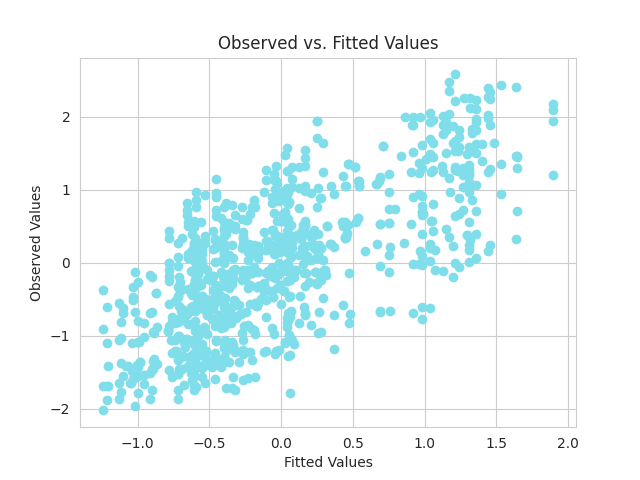 Observed vs. Fitted Values
2
1
0
−1
−2
Observed Values
−1.0 −0.5 0.0 0.5 1.0 1.5 2.0
Fitted Values